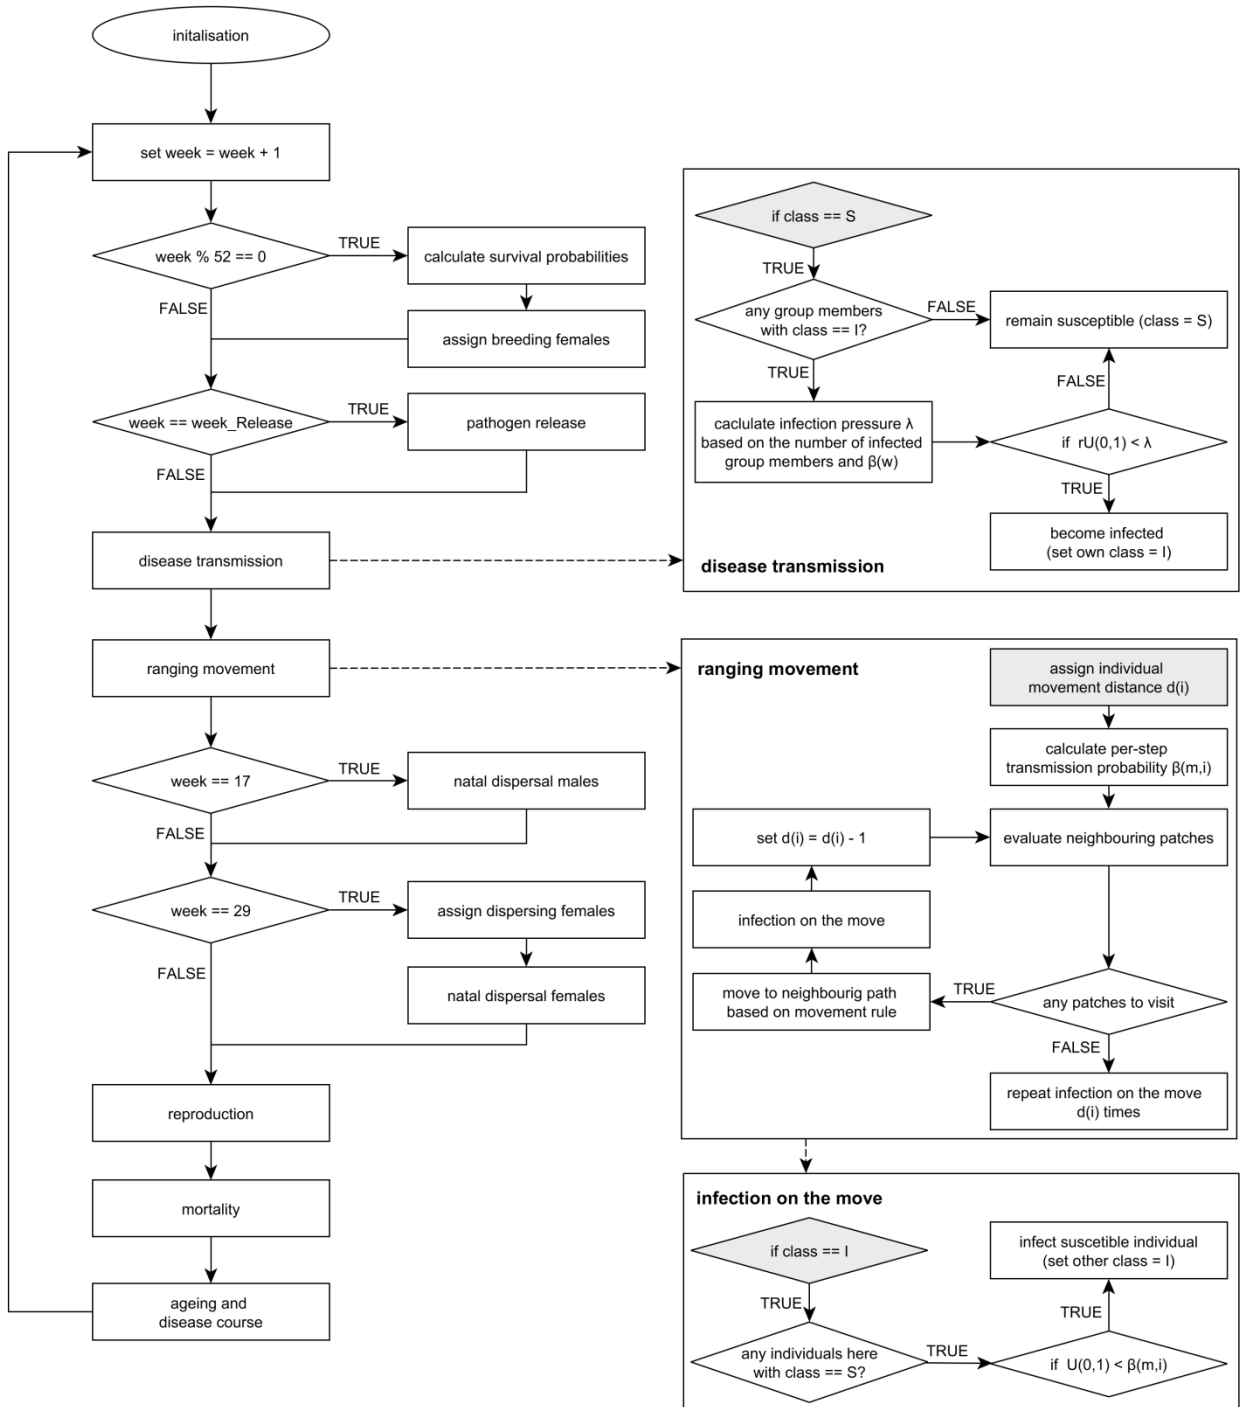 initalisation
set week = week + 1
week % 52 == 0
TRUE
calculate survival probabilities
FALSE
assign breeding females
week == week_Release
TRUE
pathogen release
FALSE
disease transmission
ranging movement
week == 17
TRUE
natal dispersal males
FALSE
week == 29
TRUE
assign dispersing females
FALSE
natal dispersal females
reproduction
mortality
ageing and
disease course
if class == S
TRUE
any group members
with class == I?
FALSE
remain susceptible (class = S)
TRUE
FALSE
caclulate infection pressure λ
based on the number of infected
group members and β(w)
if rU(0,1) < λ
TRUE
become infected
(set own class = I)
disease transmission
ranging movement
assign individual
movement distance d(i)
calculate per-step
transmission probability β(m,i)
set d(i) = d(i) - 1
evaluate neighbouring patches
infection on the move
move to neighbourig path
based on movement rule
TRUE
any patches to visit
FALSE
repeat infection on the move
d(i) times
infection on the move
if class == I
infect suscetible individual
(set other class = I)
TRUE
TRUE
any individuals here
with class == S?
TRUE
if U(0,1) < β(m,i)